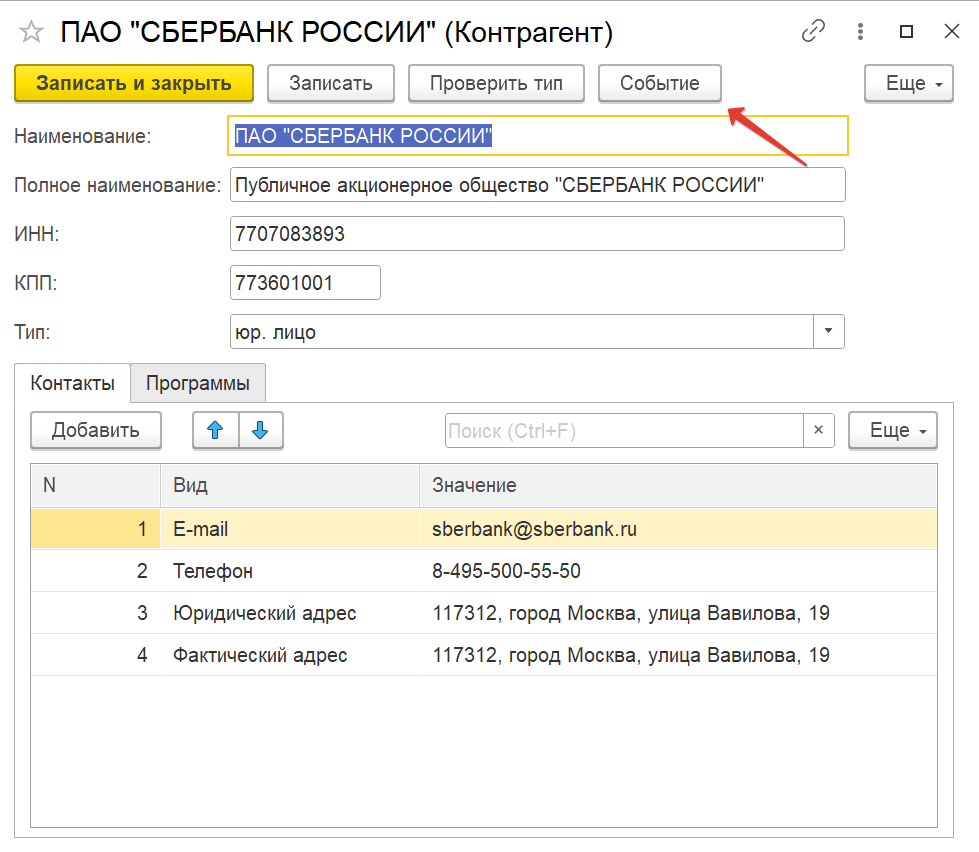 ПАО "СБЕРБАНК РОССИИ" (Контрагент)
Записать и закрыть Записать Проверить тип Событие Еще
Наименование: ПАО "СБЕРБАНК РОССИИ"
Полное наименование: Публичное акционерное общество "СБЕРБАНК РОССИИ"
ИНН: 7707083893
КПП: 773601001
Тип: юр. лицо
Контакты Программы
Добавить Поиск (Ctrl+F) × Еще
N Вид Значение
1 E-mail sberbank@sberbank.ru
2 Телефон 8-495-500-55-50
3 Юридический адрес 117312, город Москва, улица Вавилова, 19
4 Фактический адрес 117312, город Москва, улица Вавилова, 19